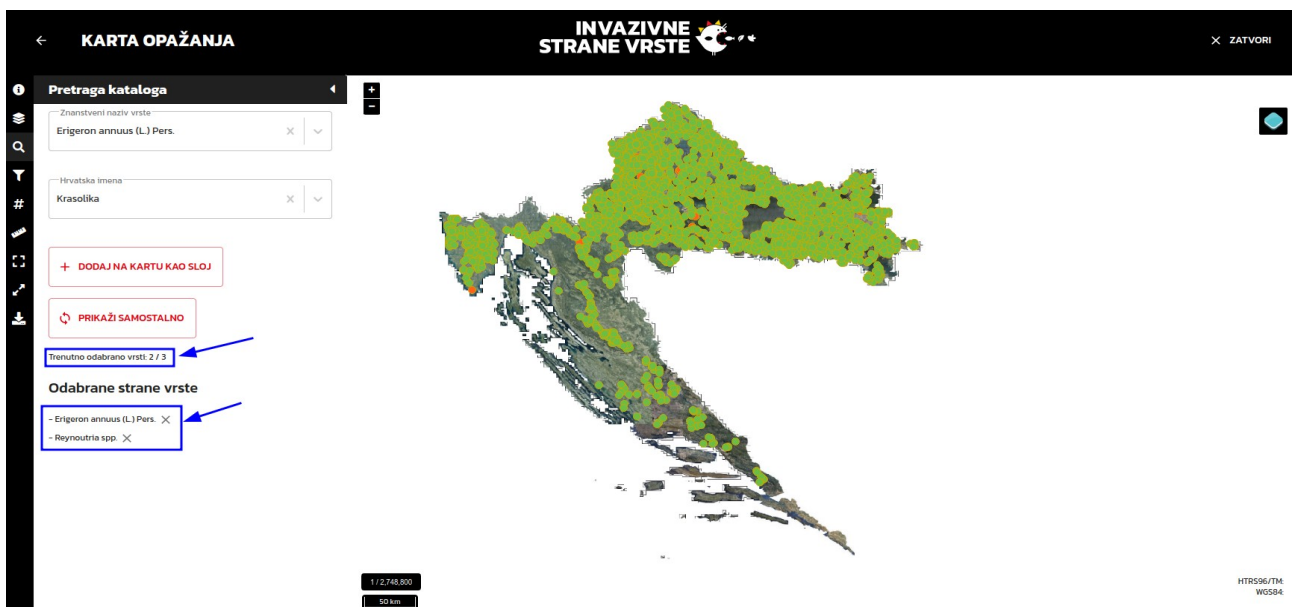 KARTA OPAŽANJA
INVAZIVNE
STRANE VRSTE
ZATVORI
Pretraga kataloga
Znanstveni naziv vrste
Erigeron annuus (L.) Pers.
Hrvatska imena
Krasolika
+ DODAJ NA KARTU KAO SLOJ
PRIKAŽI SAMOSTALNO
Trenutno odabrano vrsti: 2 / 3
Odabrane strane vrste
- Erigeron annuus (L.) Pers.
- Reynoutria spp.
1 / 2,748,800
50 km
HTRS96/TM:
WGS84: